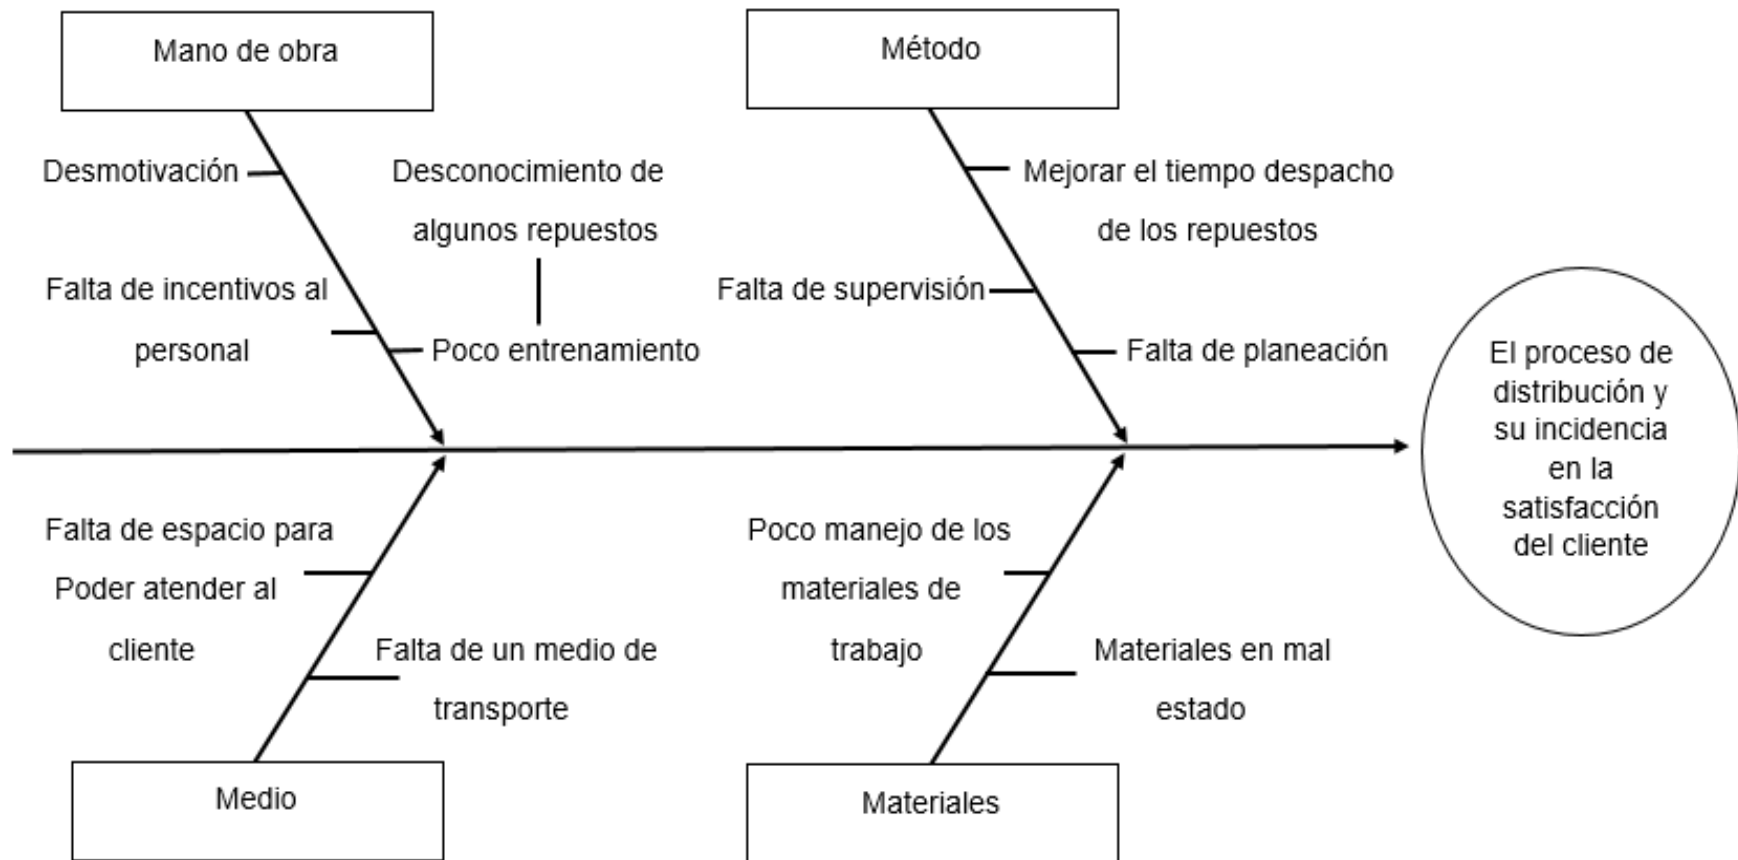 Mano de obra
Método
Desmotivación
Desconocimiento de
algunos repuestos
Mejorar el tiempo despacho
de los repuestos
Falta de incentivos al
personal
Poco entrenamiento
Falta de supervisión
Falta de planeación
El proceso de
distribución y
su incidencia
en la
satisfacción
del cliente
Falta de espacio para
Poder atender al
cliente
Falta de un medio de
transporte
Poco manejo de los
materiales de
trabajo
Materiales en mal
estado
Medio
Materiales